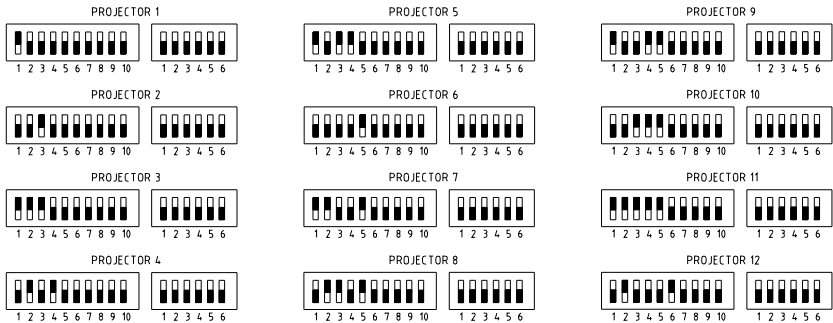 PROJECTOR 1
1 2 3 4 5 6 7 8 9 10 1 2 3 4 5 6
PROJECTOR 2
1 2 3 4 5 6 7 8 9 10 1 2 3 4 5 6
PROJECTOR 3
1 2 3 4 5 6 7 8 9 10 1 2 3 4 5 6
PROJECTOR 4
1 2 3 4 5 6 7 8 9 10 1 2 3 4 5 6
PROJECTOR 5
1 2 3 4 5 6 7 8 9 10 1 2 3 4 5 6
PROJECTOR 6
1 2 3 4 5 6 7 8 9 10 1 2 3 4 5 6
PROJECTOR 7
1 2 3 4 5 6 7 8 9 10 1 2 3 4 5 6
PROJECTOR 8
1 2 3 4 5 6 7 8 9 10 1 2 3 4 5 6
PROJECTOR 9
1 2 3 4 5 6 7 8 9 10 1 2 3 4 5 6
PROJECTOR 10
1 2 3 4 5 6 7 8 9 10 1 2 3 4 5 6
PROJECTOR 11
1 2 3 4 5 6 7 8 9 10 1 2 3 4 5 6
PROJECTOR 12
1 2 3 4 5 6 7 8 9 10 1 2 3 4 5 6